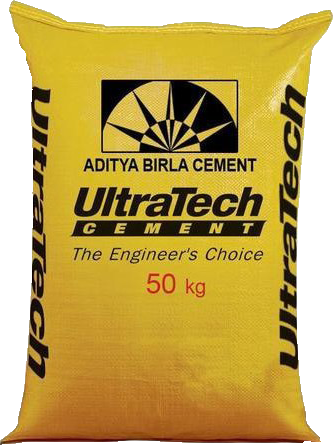 ADITYA BIRLA CEMENT
UltraTech
CEMENT
The Engineer's Choice
50 kg
UltraTech
UltraTech